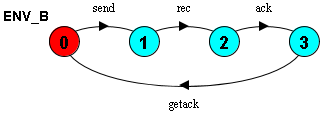 send rec ack
ENV_B
0 1 2 3
getack